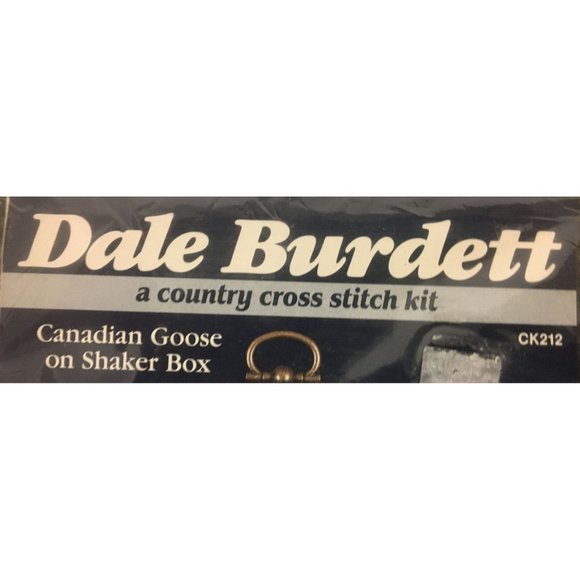 Dale Burdett
a country cross stitch kit
Canadian Goose
on Shaker Box
CK212